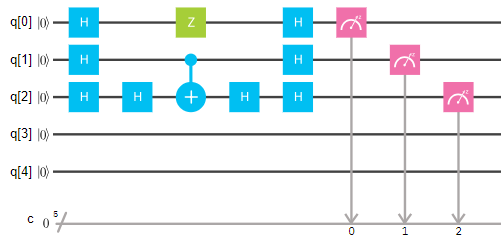 q[0] |0⟩ H Z H
q[1] |0⟩ H H
q[2] |0⟩ H H + H H
q[3] |0⟩
q[4] |0⟩
c 0 5
0 1 2